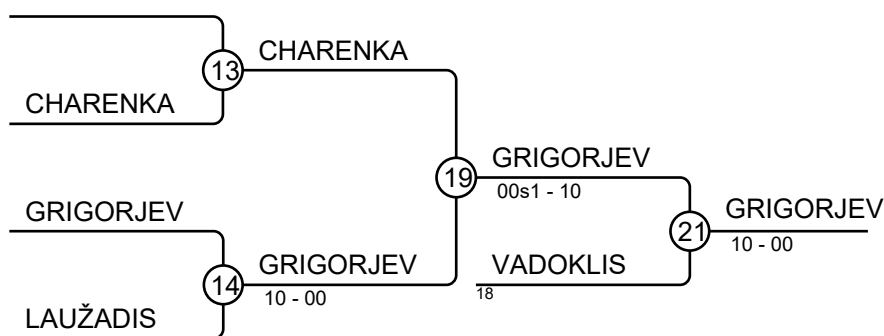 13
CHARENKA
CHARENKA
19
GRIGORJEV
00s1 - 10
GRIGORJEV
21
GRIGORJEV
10 - 00
14
GRIGORJEV
10 - 00
VADOKLIS
18
LAUŽADIS